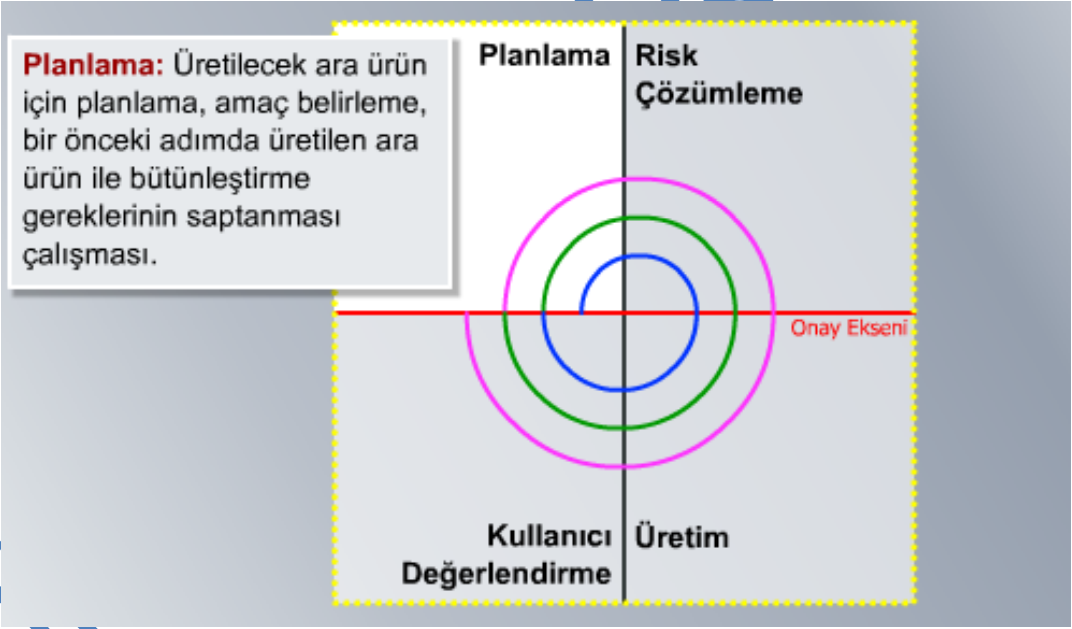 Planlama: Üretilecek ara ürün
için planlama, amaç belirleme,
bir önceki adımda üretilen ara
ürün ile bütünleştirme
gereklerinin saptanması
çalışması.
Planlama
Risk
Çözümleme
Onay Ekseni
Kullanıcı
Değerlendirme
Üretim